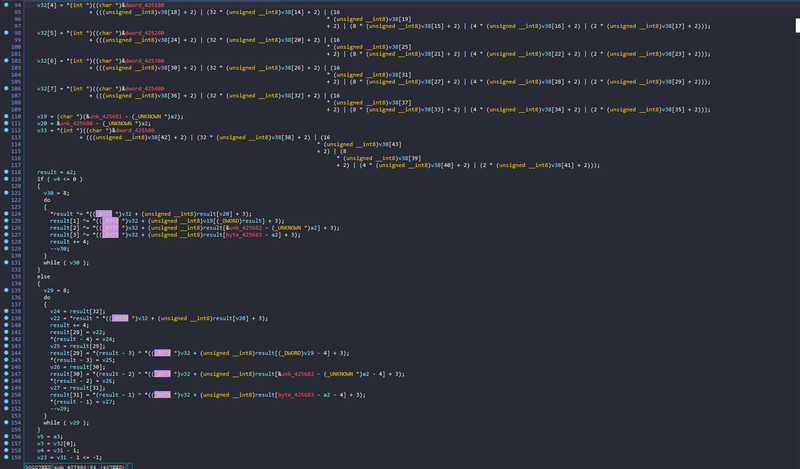 94 v32[4] = *(int *)((char *)&dword_425180
95 + (((unsigned __int8)v38[18] + 2) | (32 * (unsigned __int8)v38[14] + 2) | (16
96 * (unsigned __int8)v38[19]
97 + 2) | (8 * (unsigned __int8)v38[15] + 2) | (4 * (unsigned __int8)v38[16] + 2) | (2 * (unsigned __int8)v38[17] + 2)));
98 v32[5] = *(int *)((char *)&dword_425280
99 + (((unsigned __int8)v38[24] + 2) | (32 * (unsigned __int8)v38[20] + 2) | (16
100 * (unsigned __int8)v38[25]
101 + 2) | (8 * (unsigned __int8)v38[21] + 2) | (4 * (unsigned __int8)v38[22] + 2) | (2 * (unsigned __int8)v38[23] + 2)));
102 v32[6] = *(int *)((char *)&dword_425380
103 + (((unsigned __int8)v38[30] + 2) | (32 * (unsigned __int8)v38[26] + 2) | (16
104 * (unsigned __int8)v38[31]
105 + 2) | (8 * (unsigned __int8)v38[27] + 2) | (4 * (unsigned __int8)v38[28] + 2) | (2 * (unsigned __int8)v38[29] + 2)));
106 v32[7] = *(int *)((char *)&dword_425480
107 + (((unsigned __int8)v38[36] + 2) | (32 * (unsigned __int8)v38[32] + 2) | (16
108 * (unsigned __int8)v38[37]
109 + 2) | (8 * (unsigned __int8)v38[33] + 2) | (4 * (unsigned __int8)v38[34] + 2) | (2 * (unsigned __int8)v38[35] + 2)));
110 v19 = (char *)(&unk_425681 - (_UNKNOWN *)a2);
111 v20 = &unk_425680 - (_UNKNOWN *)a2;
112 v33 = *(int *)((char *)&dword_425580
113 + (((unsigned __int8)v38[42] + 2) | (32 * (unsigned __int8)v38[38] + 2) | (16
114 * (unsigned __int8)v38[43]
115 + 2) | (8
116 * (unsigned __int8)v38[39]
117 + 2) | (4 * (unsigned __int8)v38[40] + 2) | (2 * (unsigned __int8)v38[41] + 2)));
118 result = a2;
119 if ( v4 <= 0 )
120 {
121 v30 = 8;
122 do
123 {
124 *result ^= *((_BYTE *)v32 + (unsigned __int8)result[v20] + 3);
125 result[1] ^= *((_BYTE *)v32 + (unsigned __int8)v19[(_DWORD)result] + 3);
126 result[2] ^= *((_BYTE *)v32 + (unsigned __int8)result[&unk_425682 - (_UNKNOWN *)a2] + 3);
127 result[3] ^= *((_BYTE *)v32 + (unsigned __int8)result[byte_425683 - a2] + 3);
128 result += 4;
129 --v30;
130 }
131 while ( v30 );
132 }
133 else
134 {
135 v29 = 8;
136 do
137 {
138 v24 = result[32];
139 v22 = *result ^ *((_BYTE *)v32 + (unsigned __int8)result[v20] + 3);
140 result += 4;
141 result[28] = v22;
142 *(result - 4) = v24;
143 v25 = result[29];
144 result[29] = *(result - 3) ^ *((_BYTE *)v32 + (unsigned __int8)result[(_DWORD)v19 - 4] + 3);
145 *(result - 3) = v25;
146 v26 = result[30];
147 result[30] = *(result - 2) ^ *((_BYTE *)v32 + (unsigned __int8)result[&unk_425682 - (_UNKNOWN *)a2 - 4] + 3);
148 *(result - 2) = v26;
149 v27 = result[31];
150 result[31] = *(result - 1) ^ *((_BYTE *)v32 + (unsigned __int8)result[byte_425683 - a2 - 4] + 3);
151 *(result - 1) = v27;
152 --v29;
153 }
154 while ( v29 );
155 }
156 v5 = a3;
157 v3 = v32[0];
158 v4 = v31 - 1;
159 v23 = v31 - 1 <= -1;